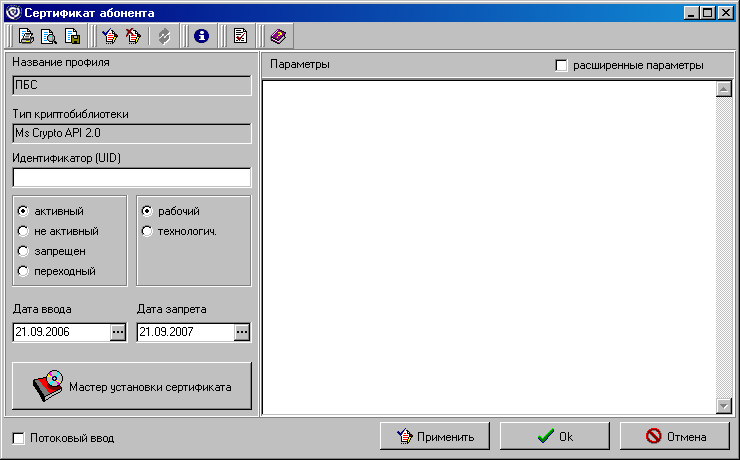 Сертификат абонента
Название профиля
ПБС
Тип криптобиблиотеки
Ms Crypto API 2.0
Идентификатор (UID)
активный
не активный
запрещен
переходный
рабочий
технологич.
Дата ввода
Дата запрета
21.09.2006
21.09.2007
Мастер установки сертификата
Параметры
расширенные параметры
Потоковый ввод
Применить
Ok
Отмена